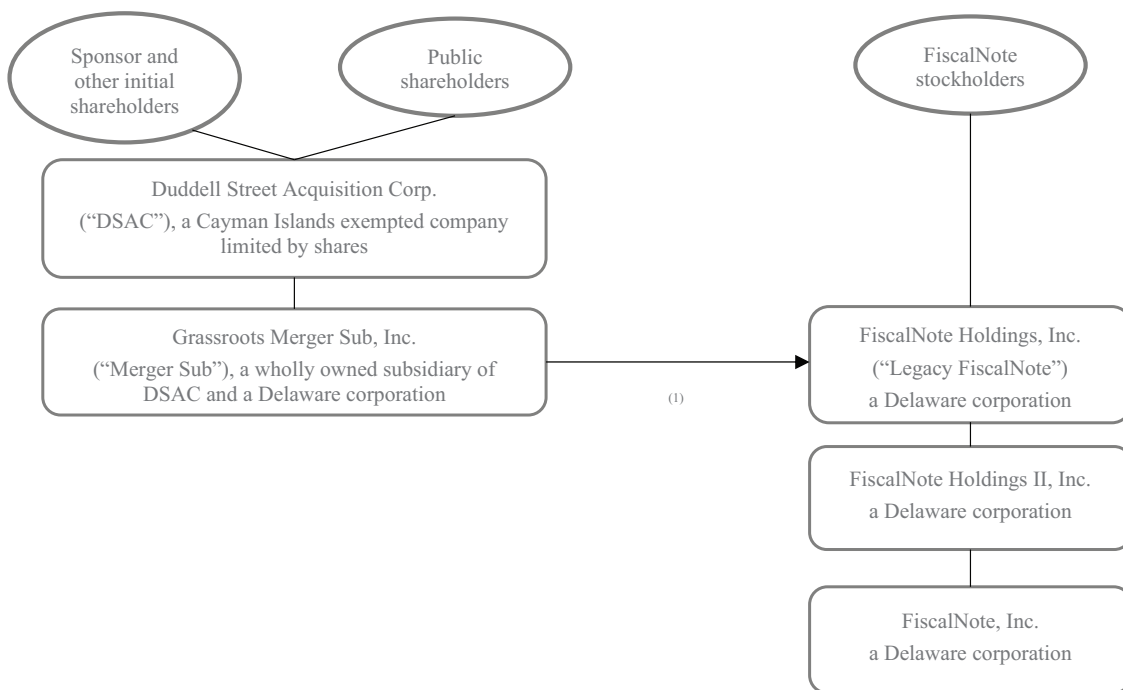 Sponsor and
other initial
shareholders
Public
shareholders
FiscalNote
stockholders
Duddell Street Acquisition Corp.
(“DSAC”), a Cayman Islands exempted company
limited by shares
Grassroots Merger Sub, Inc.
(“Merger Sub”), a wholly owned subsidiary of
DSAC and a Delaware corporation
(1)
FiscalNote Holdings, Inc.
(“Legacy FiscalNote”)
a Delaware corporation
FiscalNote Holdings II, Inc.
a Delaware corporation
FiscalNote, Inc.
a Delaware corporation